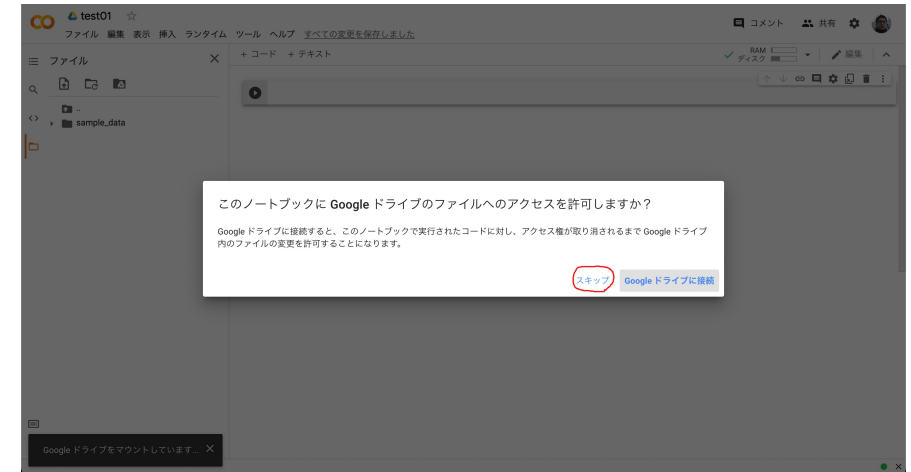 test01
ファイル 編集 表示 挿入 ランタイム ツール ヘルプ すべての変更を保存しました
コメント 共有
ファイル
+ コード + テキスト
RAM
ディスク
編集
..
sample_data
このノートブックに Google ドライブのファイルへのアクセスを許可しますか？
Google ドライブに接続すると、このノートブックで実行されたコードに対し、アクセス権が取り消されるまで Google ドライブ
内のファイルの変更を許可することになります。
スキップ Google ドライブに接続
Google ドライブをマウントしています...